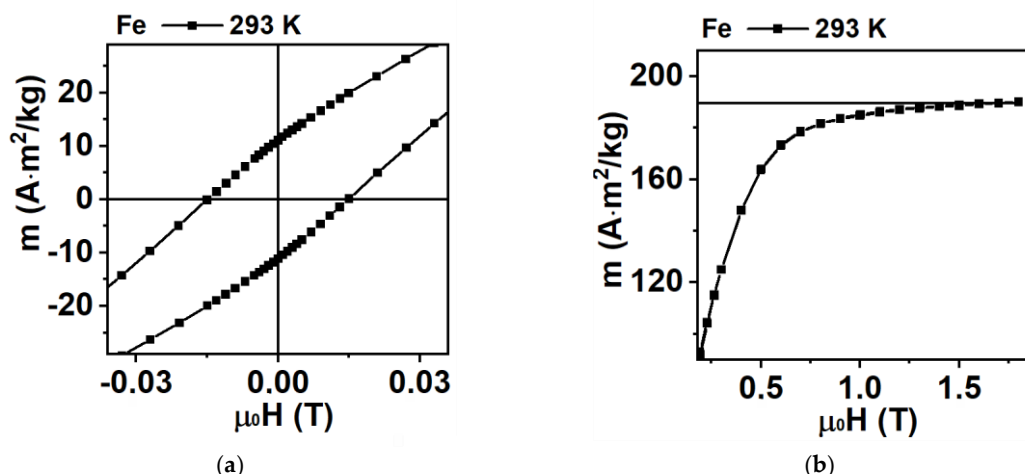 Fe 293 K
m (A·m²/kg)
20
10
0
-10
-20
-0.03 0.00 0.03
μ₀H (T)
(a)
Fe 293 K
m (A·m²/kg)
200
160
120
0.5 1.0 1.5
μ₀H (T)
(b)